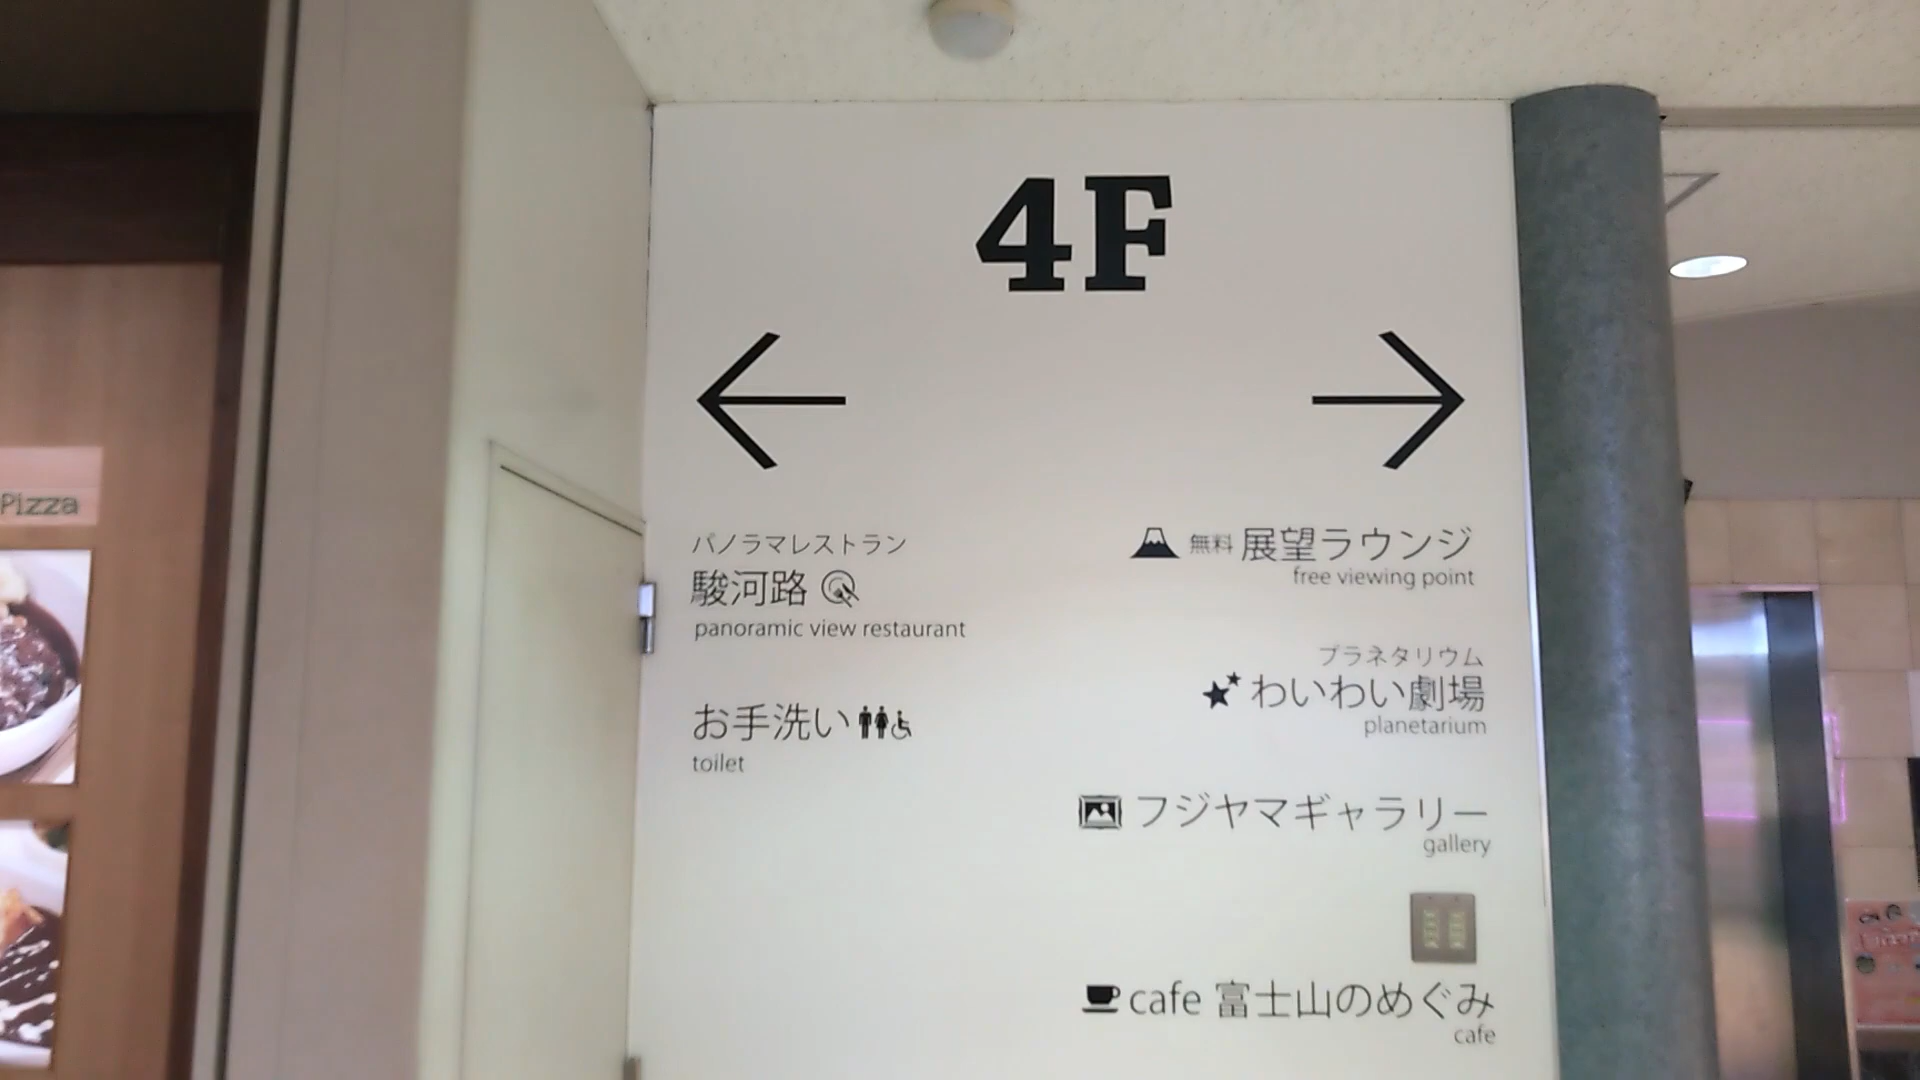 4F
パノラマレストラン
駿河路
panoramic view restaurant
お手洗い
toilet
無料 展望ラウンジ
free viewing point
プラネタリウム
わいわい劇場
planetarium
フジヤマギャラリー
gallery
cafe 富士山のめぐみ
cafe
Pizza